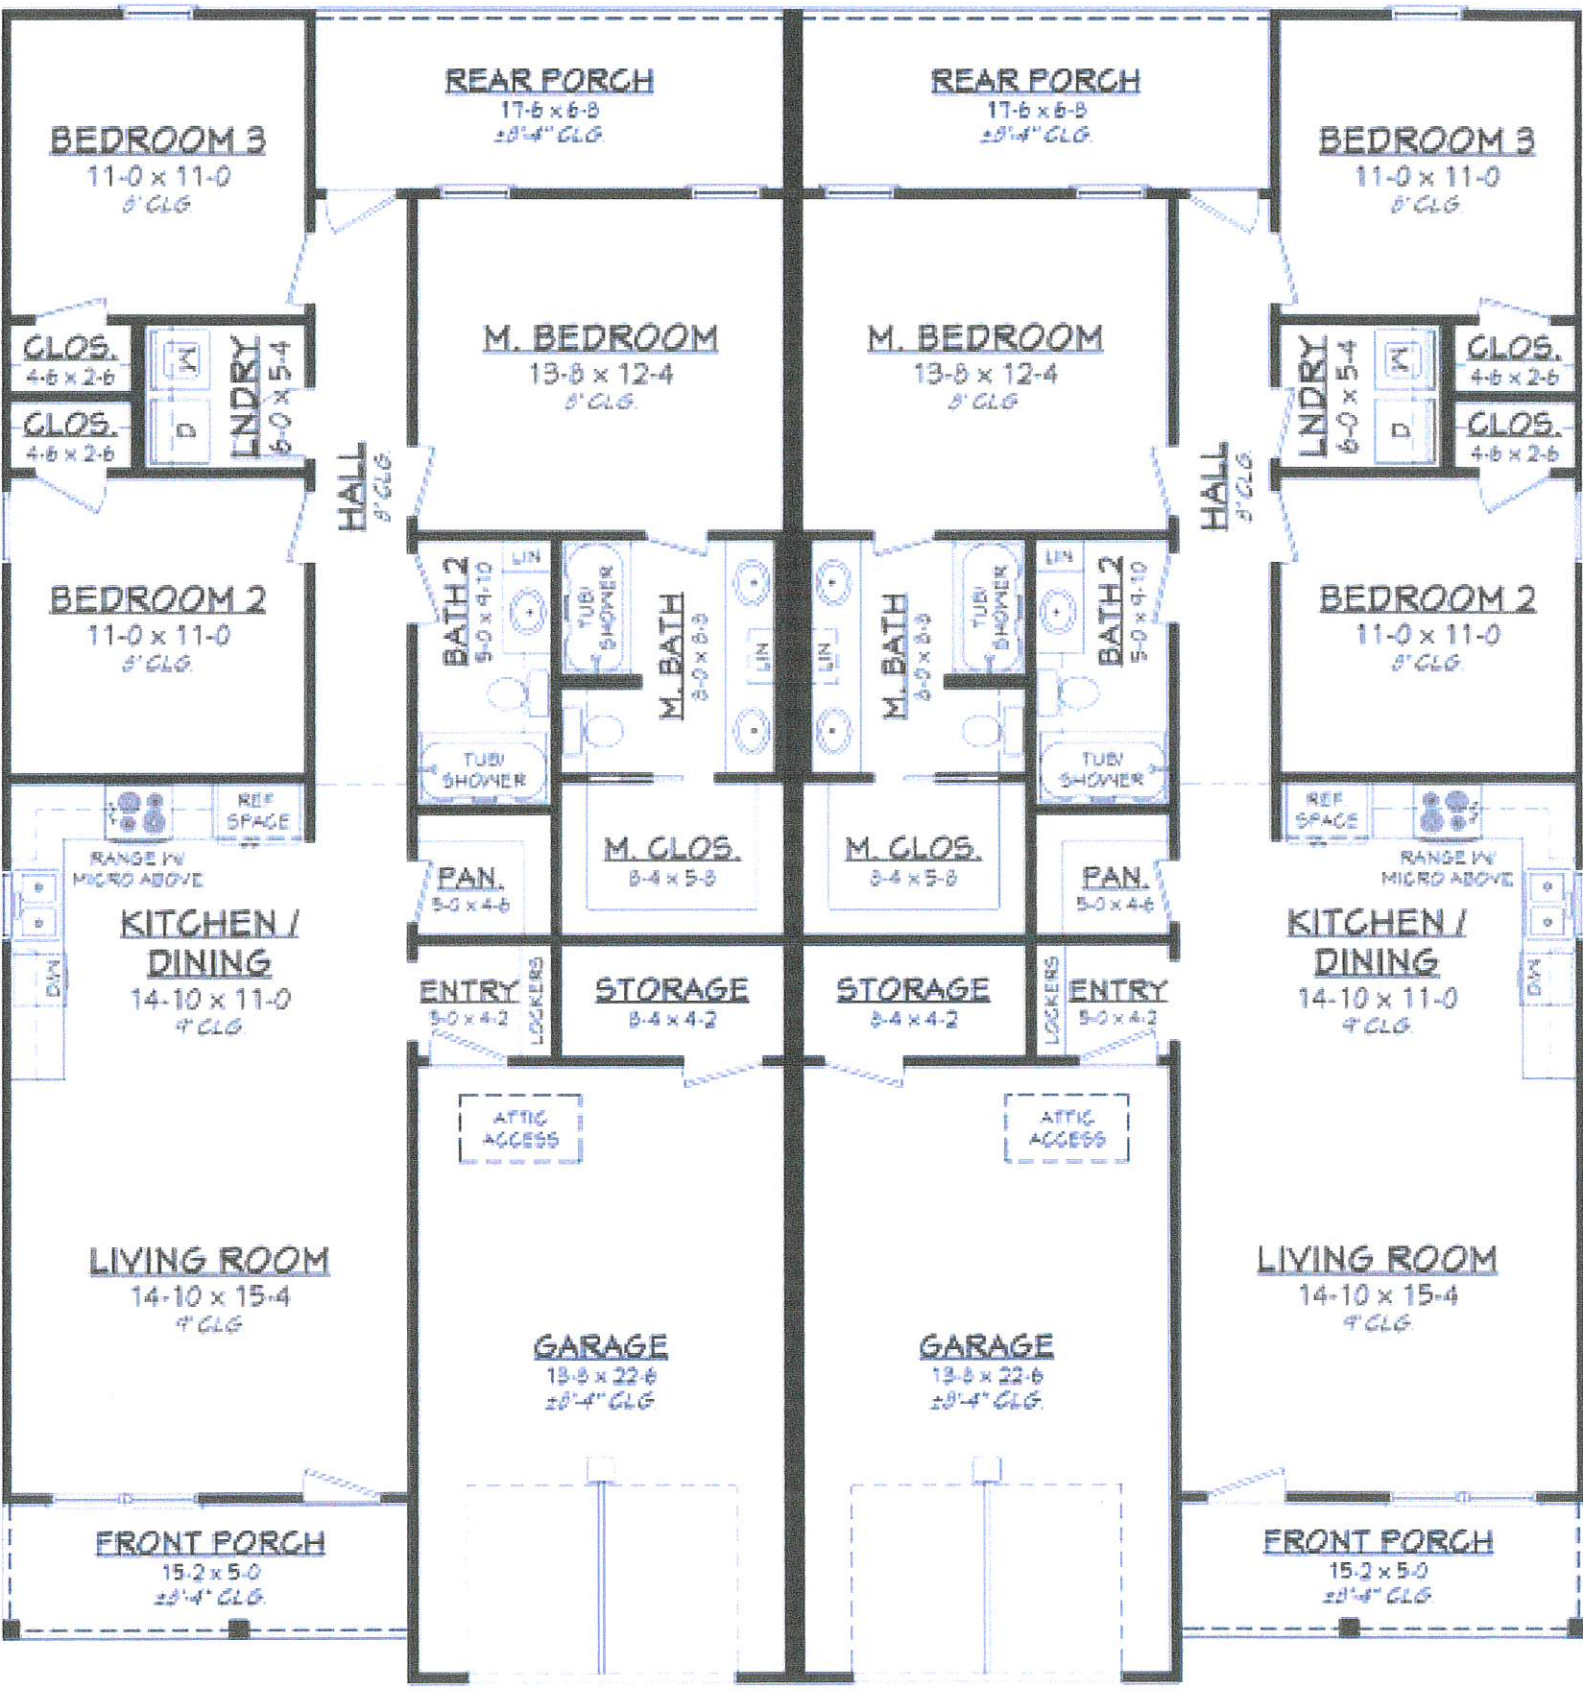 REAR PORCH
17-6 x 6-8
±8'-4" CLG.
REAR PORCH
17-6 x 6-8
±8'-4" CLG.
BEDROOM 3
11-0 x 11-0
8' CLG.
BEDROOM 3
11-0 x 11-0
8' CLG.
M. BEDROOM
13-8 x 12-4
8' CLG.
M. BEDROOM
13-8 x 12-4
8' CLG.
CLOS.
4-6 x 2-6
CLOS.
4-6 x 2-6
W
D
LNDRY
6-0 x 5-4
HALL
8' CLG.
HALL
8' CLG.
LNDRY
6-0 x 5-4
W
D
CLOS.
4-6 x 2-6
CLOS.
4-6 x 2-6
BEDROOM 2
11-0 x 11-0
8' CLG.
BATH 2
5-0 x 9-10
LIN
TUB/
SHOWER
TUB/
SHOWER
M. BATH
8-0 x 8-8
LIN
LIN
M. BATH
8-0 x 8-8
TUB/
SHOWER
LIN
BATH 2
5-0 x 9-10
TUB/
SHOWER
BEDROOM 2
11-0 x 11-0
8' CLG.
REF.
SPACE
RANGE W/
MICRO ABOVE
KITCHEN /
DINING
14-10 x 11-0
9' CLG.
DW
PAN.
5-0 x 4-6
M. CLOS.
8-4 x 5-8
M. CLOS.
8-4 x 5-8
PAN.
5-0 x 4-6
REF.
SPACE
RANGE W/
MICRO ABOVE
KITCHEN /
DINING
14-10 x 11-0
9' CLG.
DW
ENTRY
5-0 x 4-2
LOCKERS
STORAGE
8-4 x 4-2
STORAGE
8-4 x 4-2
LOCKERS
ENTRY
5-0 x 4-2
ATTIC
ACCESS
ATTIC
ACCESS
LIVING ROOM
14-10 x 15-4
9' CLG.
LIVING ROOM
14-10 x 15-4
9' CLG.
GARAGE
13-8 x 22-6
±8'-4" CLG.
GARAGE
13-8 x 22-6
±8'-4" CLG.
FRONT PORCH
15-2 x 5-0
±8'-4" CLG.
FRONT PORCH
15-2 x 5-0
±8'-4" CLG.